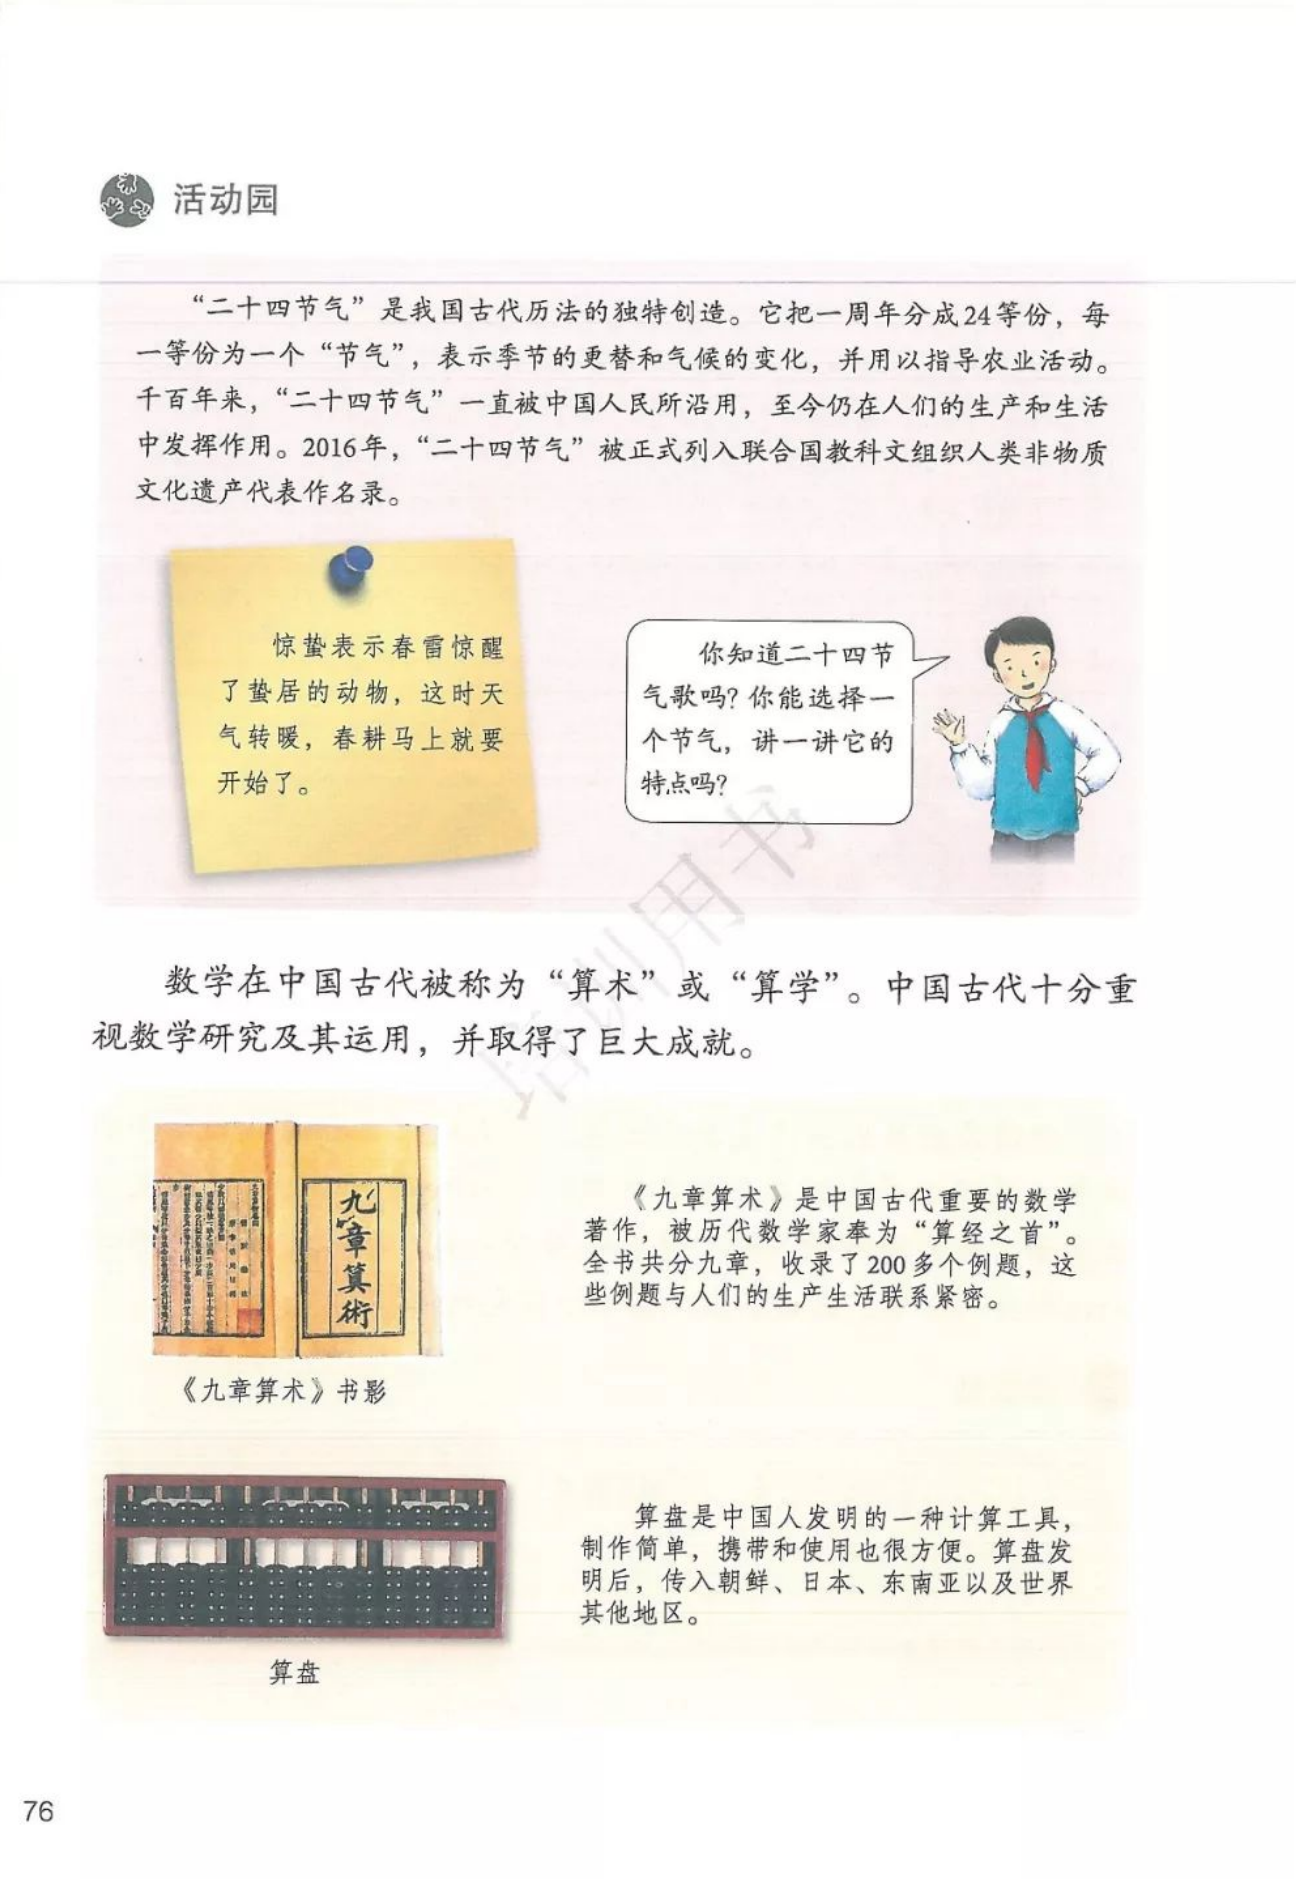 活动园
“二十四节气”是我国古代历法的独特创造。它把一周年分成24等份，每
一等份为一个“节气”，表示季节的更替和气候的变化，并用以指导农业活动。
千百年来，“二十四节气”一直被中国人民所沿用，至今仍在人们的生产和生活
中发挥作用。2016年，“二十四节气”被正式列入联合国教科文组织人类非物质
文化遗产代表作名录。
惊蛰表示春雷惊醒
了蛰居的动物，这时天
气转暖，春耕马上就要
开始了。
你知道二十四节
气歌吗？你能选择一
个节气，讲一讲它的
特点吗？
培训用书
数学在中国古代被称为“算术”或“算学”。中国古代十分重
视数学研究及其运用，并取得了巨大成就。
九章算術
《九章算术》是中国古代重要的数学
著作，被历代数学家奉为“算经之首”。
全书共分九章，收录了200多个例题，这
些例题与人们的生产生活联系紧密。
《九章算术》书影
算盘是中国人发明的一种计算工具，
制作简单，携带和使用也很方便。算盘发
明后，传入朝鲜、日本、东南亚以及世界
其他地区。
算盘
76